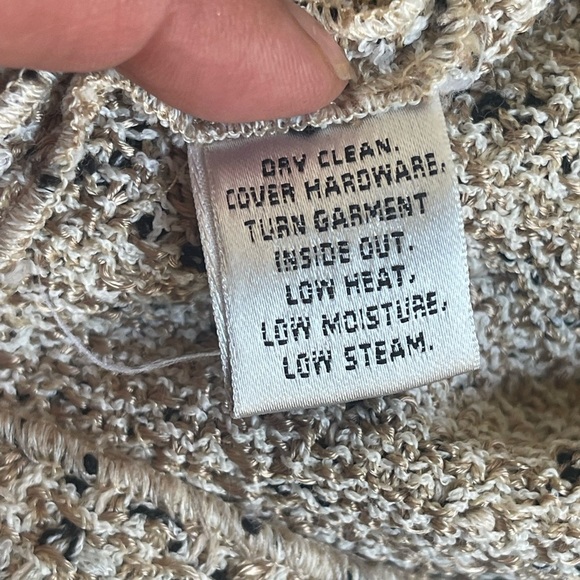 DRY CLEAN.
COVER HARDWARE,
TURN GARMENT
INSIDE OUT.
LOW HEAT,
LOW MOISTURE,
LOW STEAM.